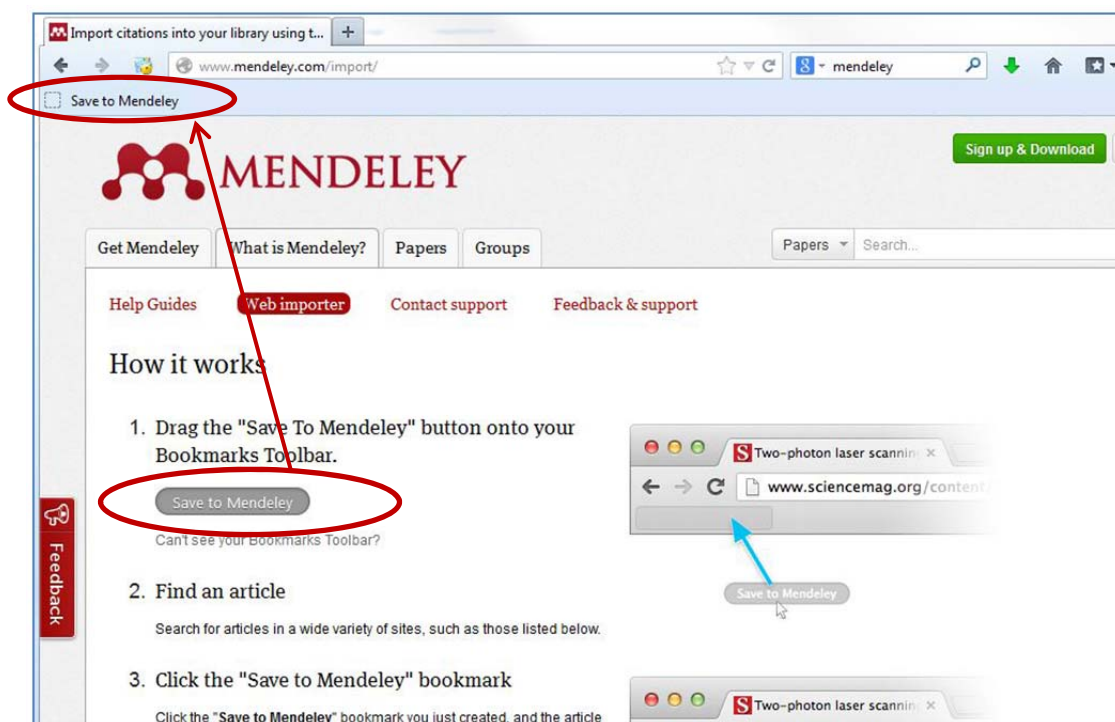 Import citations into your library using t...
www.mendeley.com/import/
mendeley
Save to Mendeley
MENDELEY
Sign up & Download
Get Mendeley
What is Mendeley?
Papers
Groups
Papers
Search...
Help Guides
Web importer
Contact support
Feedback & support
How it works
1. Drag the "Save To Mendeley" button onto your
Bookmarks Toolbar.
Save to Mendeley
Can't see your Bookmarks Toolbar?
2. Find an article
Search for articles in a wide variety of sites, such as those listed below.
3. Click the "Save to Mendeley" bookmark
Click the "Save to Mendeley" bookmark you just created, and the article
S Two-photon laser scannin
www.sciencemag.org/content/
Save to Mendeley
S Two-photon laser scannin
Feedback